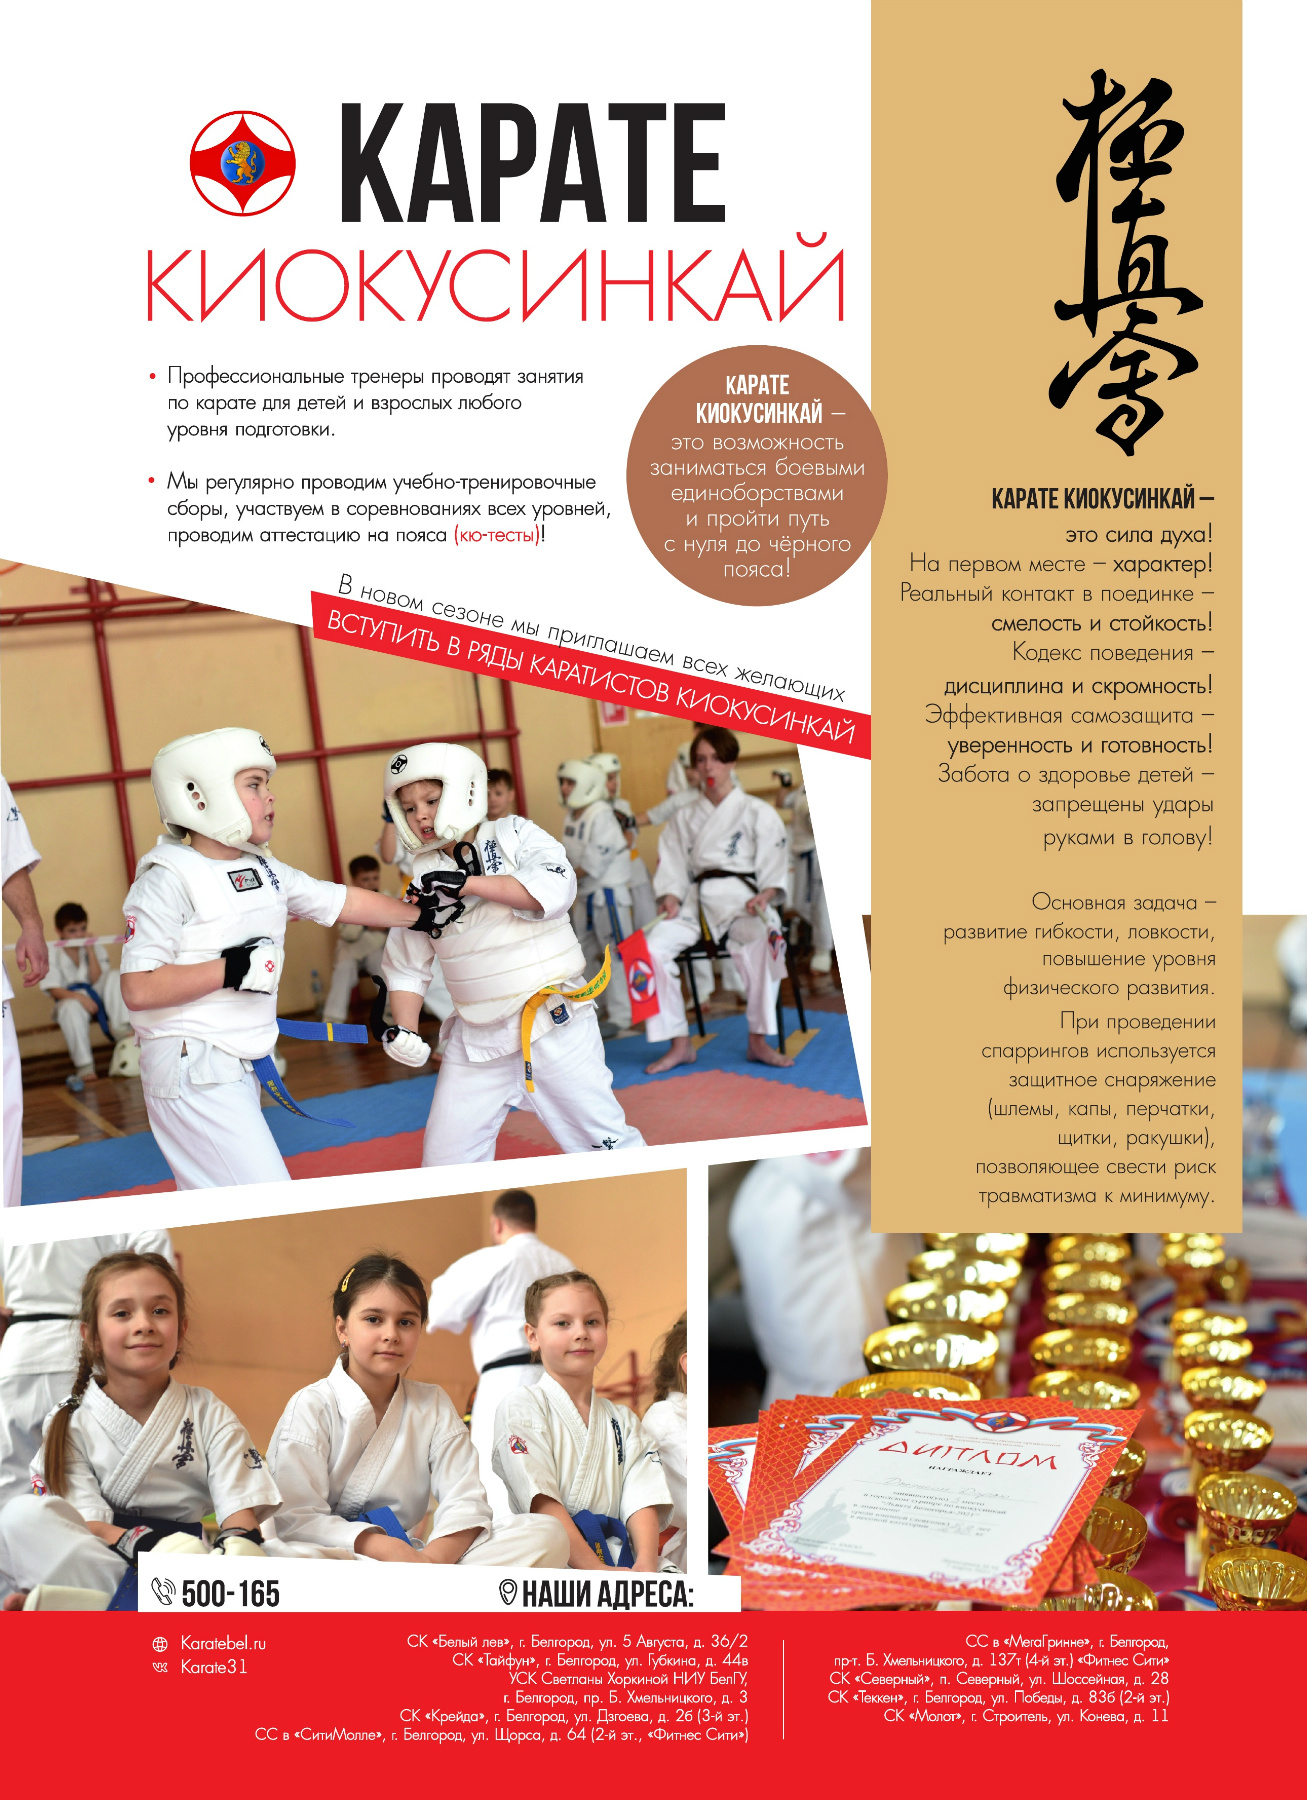 КАРАТЕ
КИОКУСИНКАЙ
• Профессиональные тренеры проводят занятия
по карате для детей и взрослых любого
уровня подготовки.
• Мы регулярно проводим учебно-тренировочные
сборы, участвуем в соревнованиях всех уровней,
проводим аттестацию на пояса (кю-тесты)!
КАРАТЕ
КИОКУСИНКАЙ –
это возможность
заниматься боевыми
единоборствами
и пройти путь
с нуля до чёрного
пояса!
В новом сезоне мы приглашаем всех желающих
ВСТУПИТЬ В РЯДЫ КАРАТИСТОВ КИОКУСИНКАЙ
極真會
КАРАТЕ КИОКУСИНКАЙ –
это сила духа!
На первом месте – характер!
Реальный контакт в поединке –
смелость и стойкость!
Кодекс поведения –
дисциплина и скромность!
Эффективная самозащита –
уверенность и готовность!
Забота о здоровье детей –
запрещены удары
руками в голову!
Основная задача –
развитие гибкости, ловкости,
повышение уровня
физического развития.
При проведении
спаррингов используется
защитное снаряжение
(шлемы, капы, перчатки,
щитки, ракушки),
позволяющее свести риск
травматизма к минимуму.
極真會
ДИПЛОМ
НАГРАЖДАЕТ
500-165
Karatebel.ru
Karate31
НАШИ АДРЕСА:
СК «Белый лев», г. Белгород, ул. 5 Августа, д. 36/2
СК «Тайфун», г. Белгород, ул. Губкина, д. 44в
УСК Светланы Хоркиной НИУ БелГУ,
г. Белгород, пр. Б. Хмельницкого, д. 3
СК «Крейда», г. Белгород, ул. Дзгоева, д. 2б (3-й эт.)
СС в «СитиМолле», г. Белгород, ул. Щорса, д. 64 (2-й эт., «Фитнес Сити»)
СС в «МегаГринне», г. Белгород,
пр-т. Б. Хмельницкого, д. 137т (4-й эт.) «Фитнес Сити»
СК «Северный», п. Северный, ул. Шоссейная, д. 28
СК «Теккен», г. Белгород, ул. Победы, д. 83б (2-й эт.)
СК «Молот», г. Строитель, ул. Конева, д. 11